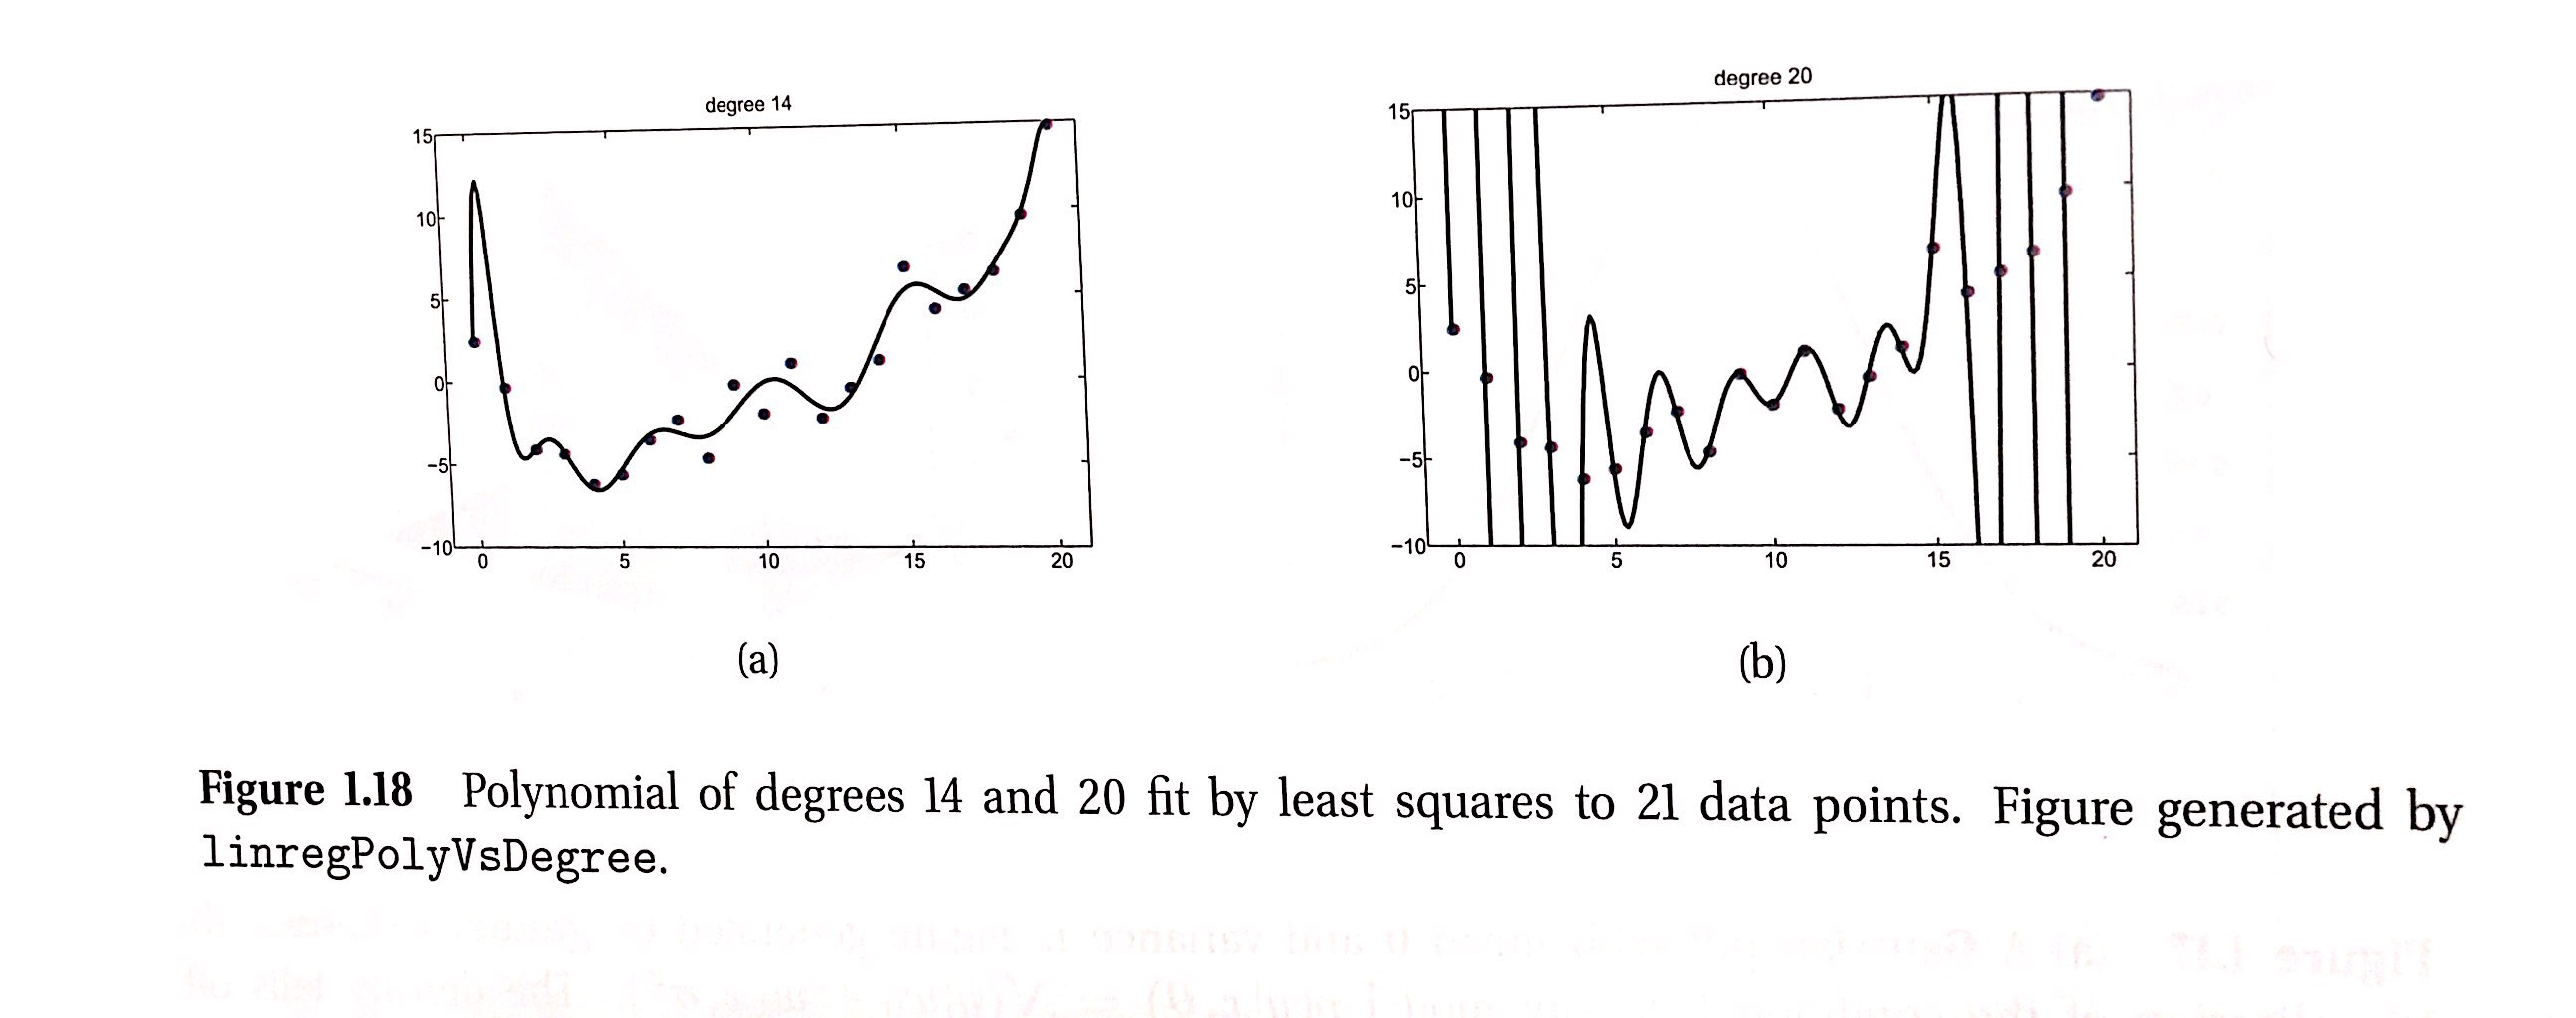 degree 14
15
10
5
0
−5
−10
0 5 10 15 20
(a)
degree 20
15
10
5
0
−5
−10
0 5 10 15 20
(b)
Figure 1.18 Polynomial of degrees 14 and 20 fit by least squares to 21 data points. Figure generated by
linregPolyVsDegree.